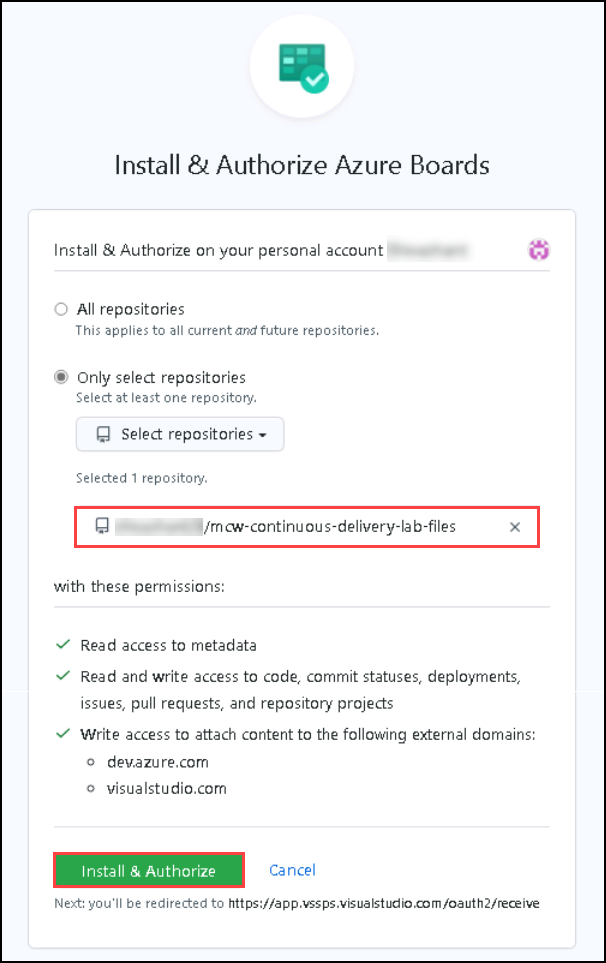 Install & Authorize Azure Boards
Install & Authorize on your personal account
All repositories
This applies to all current and future repositories.
Only select repositories
Select at least one repository.
Select repositories
Selected 1 repository.
/mcw-continuous-delivery-lab-files ×
with these permissions:
Read access to metadata
Read and write access to code, commit statuses, deployments,
issues, pull requests, and repository projects
Write access to attach content to the following external domains:
dev.azure.com
visualstudio.com
Install & Authorize Cancel
Next: you'll be redirected to https://app.vssps.visualstudio.com/oauth2/receive